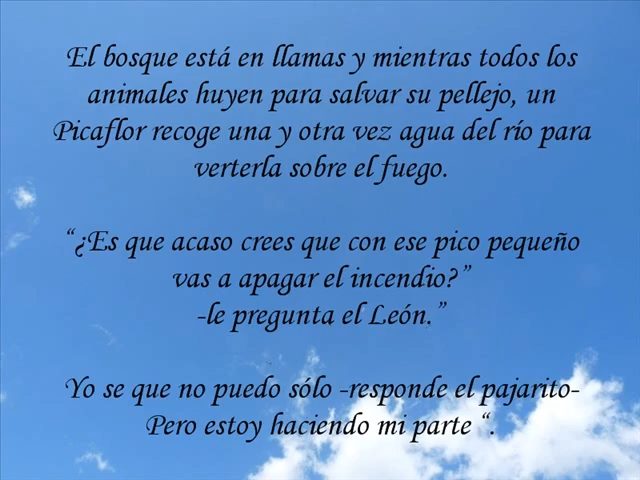 El bosque está en llamas y mientras todos los
animales huyen para salvar su pellejo, un
Picaflor recoge una y otra vez agua del río para
verterla sobre el fuego.
“¿Es que acaso crees que con ese pico pequeño
vas a apagar el incendio?”
-le pregunta el León.”
Yo se que no puedo sólo -responde el pajarito-
Pero estoy haciendo mi parte “.